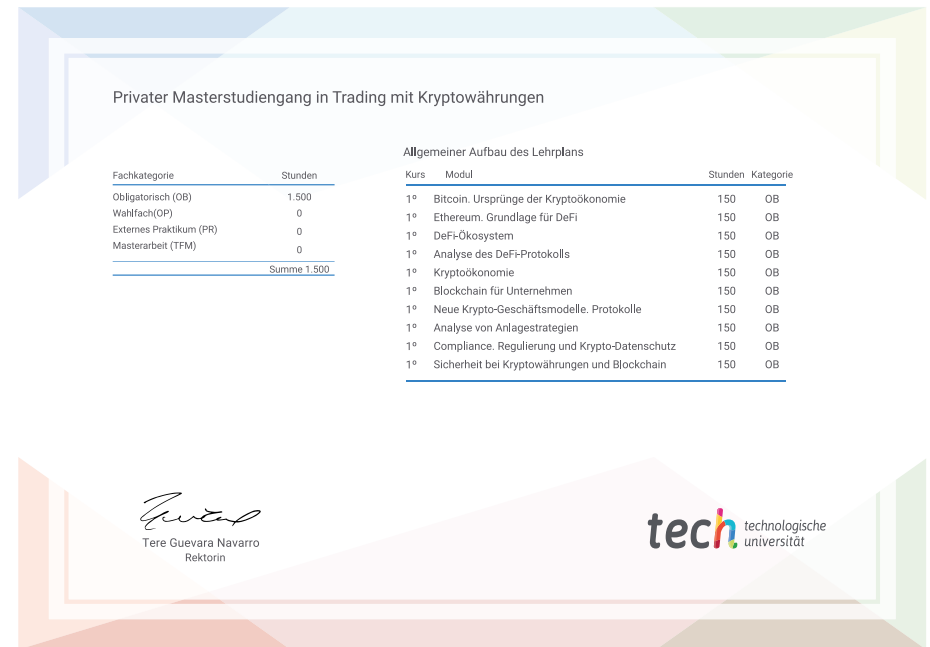 Privater Masterstudiengang in Trading mit Kryptowährungen
Fachkategorie Stunden
Obligatorisch (OB) 1.500
Wahlfach(OP) 0
Externes Praktikum (PR) 0
Masterarbeit (TFM) 0
Summe 1.500
Allgemeiner Aufbau des Lehrplans
Kurs Modul Stunden Kategorie
1º Bitcoin. Ursprünge der Kryptoökonomie 150 OB
1º Ethereum. Grundlage für DeFi 150 OB
1º DeFi-Ökosystem 150 OB
1º Analyse des DeFi-Protokolls 150 OB
1º Kryptoökonomie 150 OB
1º Blockchain für Unternehmen 150 OB
1º Neue Krypto-Geschäftsmodelle. Protokolle 150 OB
1º Analyse von Anlagestrategien 150 OB
1º Compliance. Regulierung und Krypto-Datenschutz 150 OB
1º Sicherheit bei Kryptowährungen und Blockchain 150 OB
Tere Guevara Navarro
Rektorin
tech technologische
universität